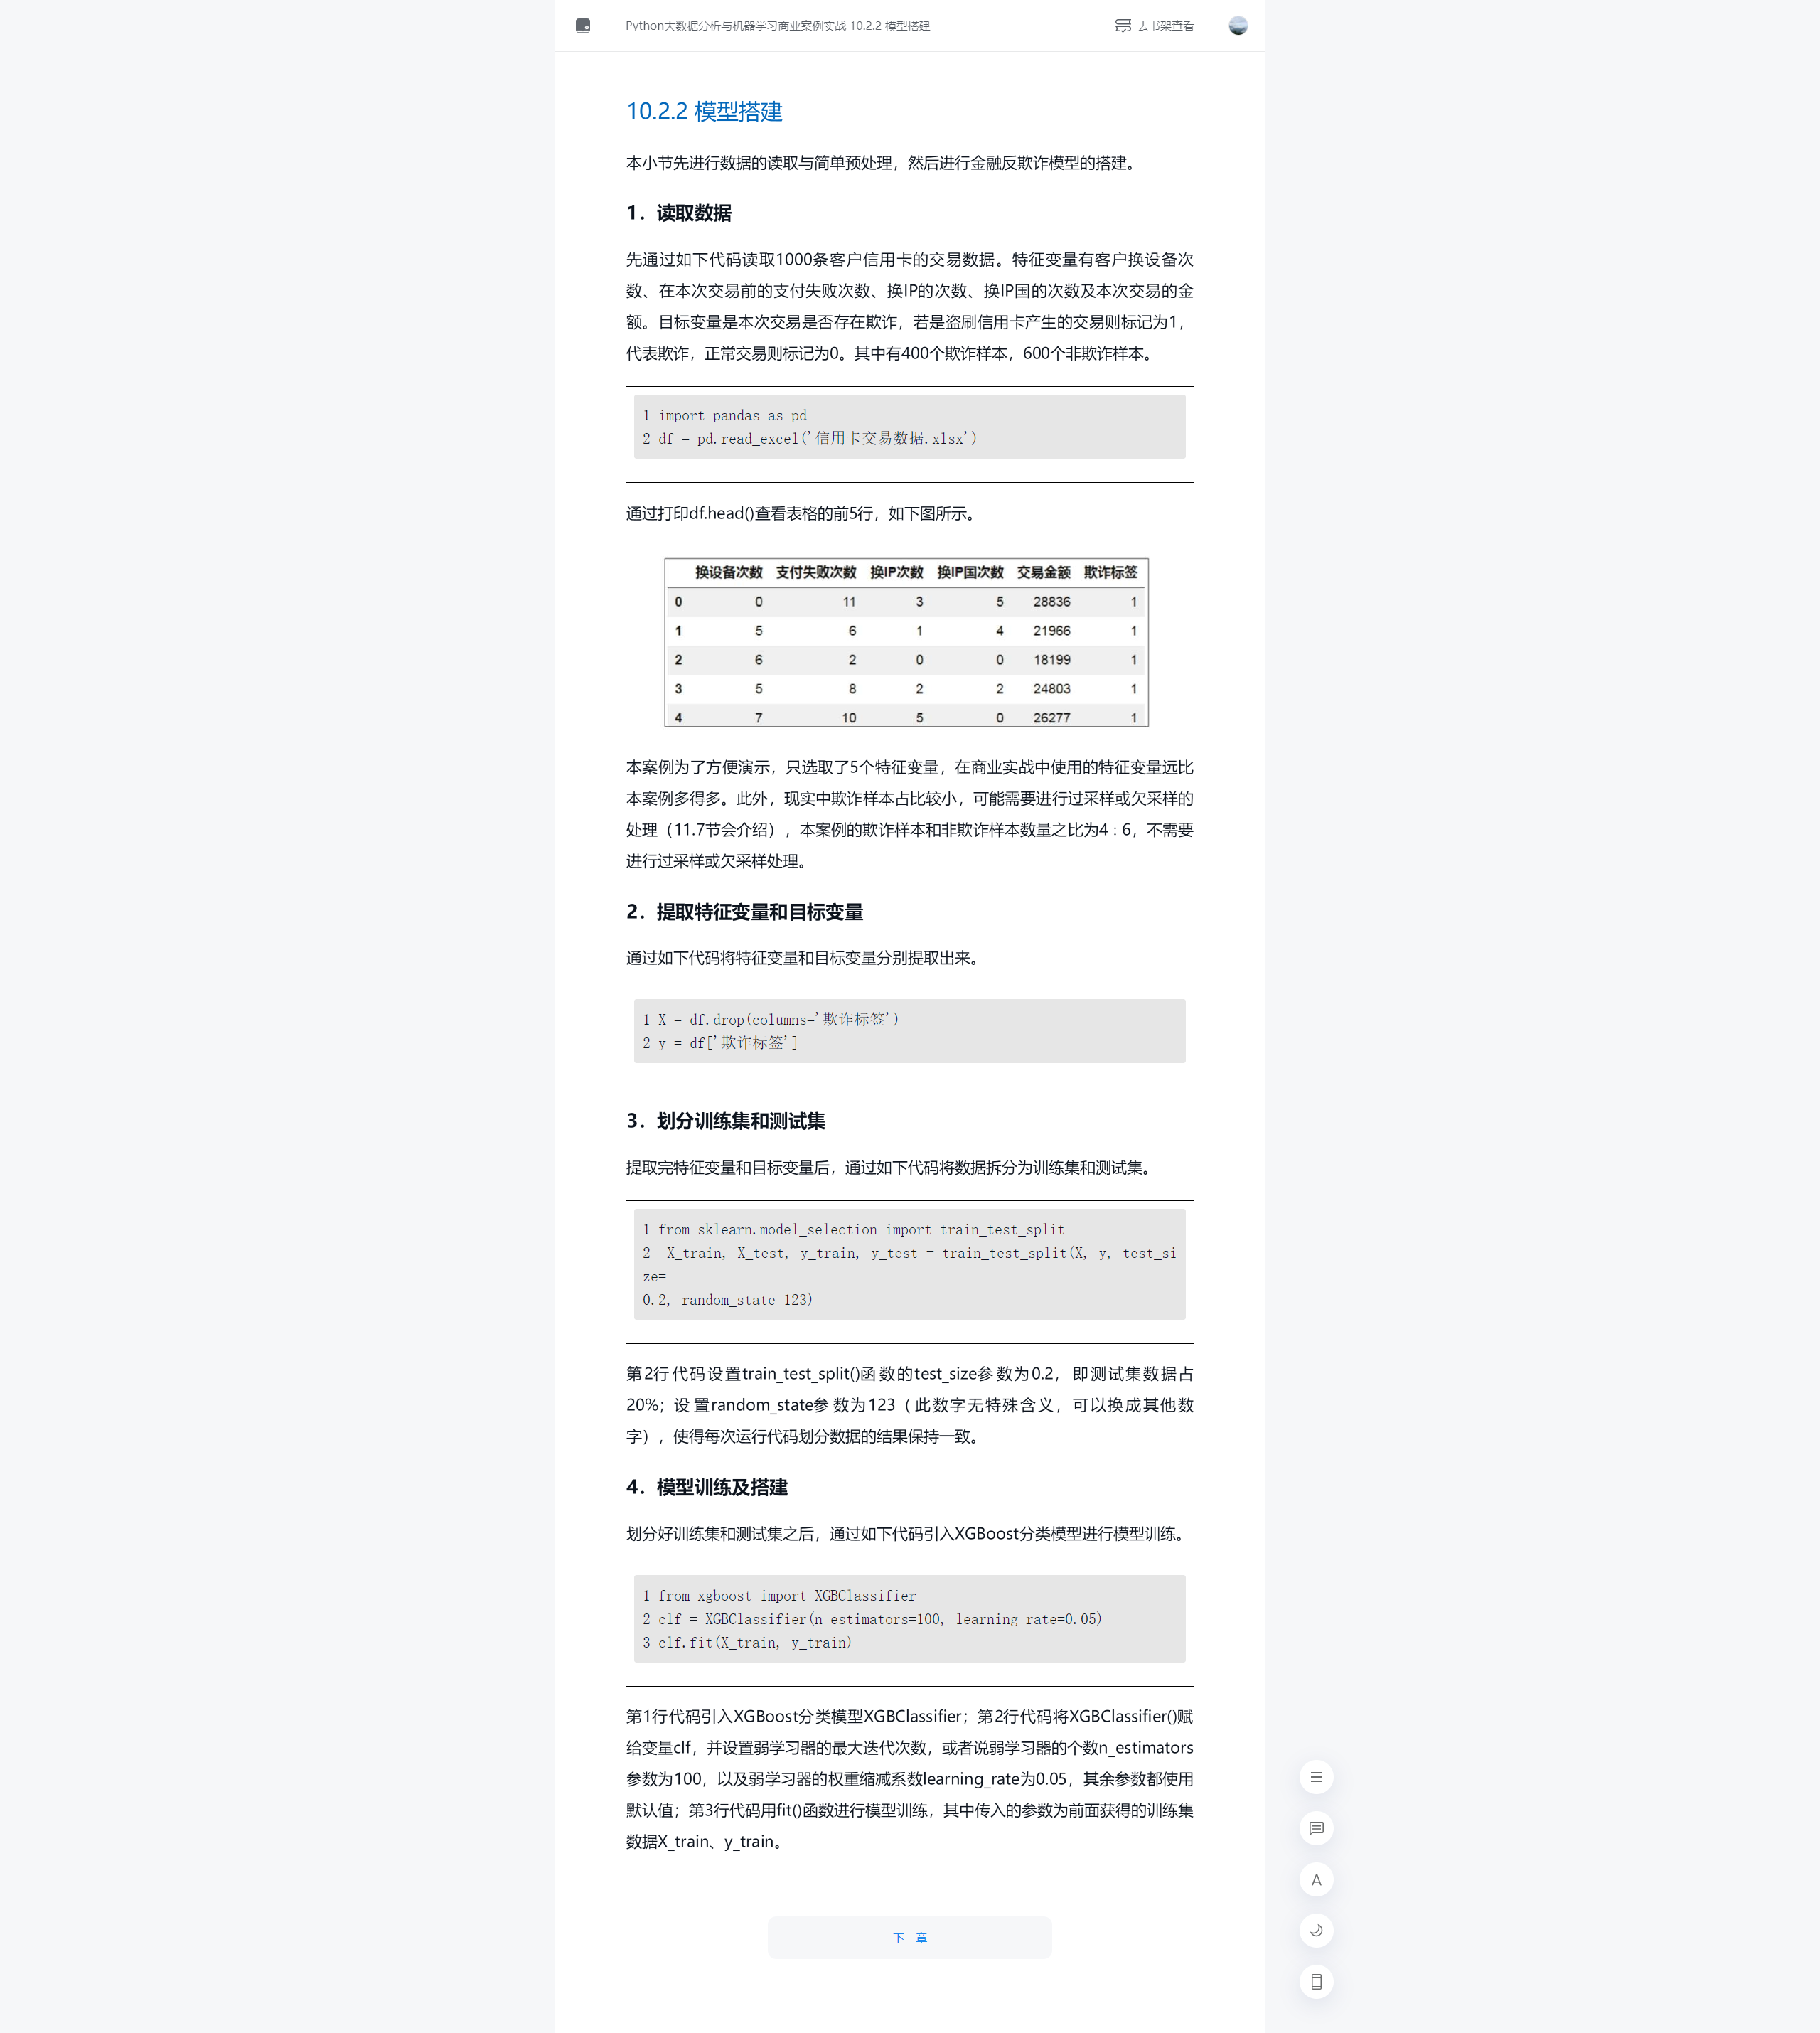 Python大数据分析与机器学习商业案例实战 10.2.2 模型搭建
去书架查看
10.2.2 模型搭建
本小节先进行数据的读取与简单预处理，然后进行金融反欺诈模型的搭建。
1．读取数据
先通过如下代码读取1000条客户信用卡的交易数据。特征变量有客户换设备次
数、在本次交易前的支付失败次数、换IP的次数、换IP国的次数及本次交易的金
额。目标变量是本次交易是否存在欺诈，若是盗刷信用卡产生的交易则标记为1，
代表欺诈，正常交易则标记为0。其中有400个欺诈样本，600个非欺诈样本。
1 import pandas as pd
2 df = pd.read_excel('信用卡交易数据.xlsx')
通过打印df.head()查看表格的前5行，如下图所示。
换设备次数 支付失败次数 换IP次数 换IP国次数 交易金额 欺诈标签
0 0 11 3 5 28836 1
1 5 6 1 4 21966 1
2 6 2 0 0 18199 1
3 5 8 2 2 24803 1
4 7 10 5 0 26277 1
本案例为了方便演示，只选取了5个特征变量，在商业实战中使用的特征变量远比
本案例多得多。此外，现实中欺诈样本占比较小，可能需要进行过采样或欠采样的
处理（11.7节会介绍），本案例的欺诈样本和非欺诈样本数量之比为4∶6，不需要
进行过采样或欠采样处理。
2．提取特征变量和目标变量
通过如下代码将特征变量和目标变量分别提取出来。
1 X = df.drop(columns='欺诈标签')
2 y = df['欺诈标签']
3．划分训练集和测试集
提取完特征变量和目标变量后，通过如下代码将数据拆分为训练集和测试集。
1 from sklearn.model_selection import train_test_split
2  X_train, X_test, y_train, y_test = train_test_split(X, y, test_si
ze=
0.2, random_state=123)
第2行代码设置train_test_split()函数的test_size参数为0.2，即测试集数据占
20%；设置random_state参数为123（此数字无特殊含义，可以换成其他数
字），使得每次运行代码划分数据的结果保持一致。
4．模型训练及搭建
划分好训练集和测试集之后，通过如下代码引入XGBoost分类模型进行模型训练。
1 from xgboost import XGBClassifier
2 clf = XGBClassifier(n_estimators=100, learning_rate=0.05)
3 clf.fit(X_train, y_train)
第1行代码引入XGBoost分类模型XGBClassifier；第2行代码将XGBClassifier()赋
给变量clf，并设置弱学习器的最大迭代次数，或者说弱学习器的个数n_estimators
参数为100，以及弱学习器的权重缩减系数learning_rate为0.05，其余参数都使用
默认值；第3行代码用fit()函数进行模型训练，其中传入的参数为前面获得的训练集
数据X_train、y_train。
A
下一章